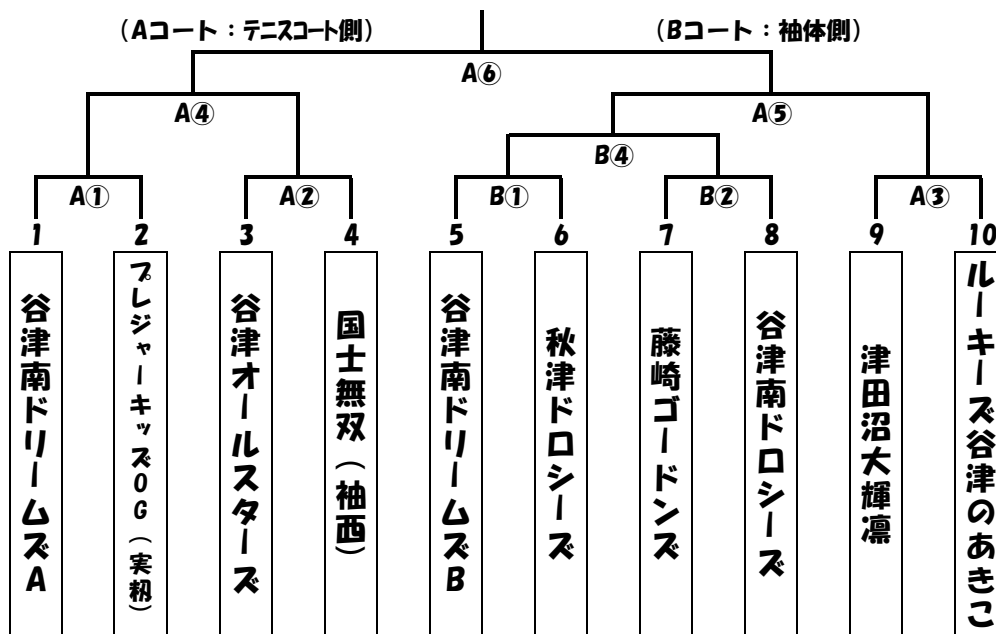 (Aコート：テニスコート側)
(Bコート：袖体側)
A⑥
A④
A⑤
B④
A①
A②
B①
B②
A③
1
2
3
4
5
6
7
8
9
10
谷津南ドリームズA
プレジャーキッズOG(実籾)
谷津オールスターズ
国士無双(袖西)
谷津南ドリームズB
秋津ドロシーズ
藤崎ゴードンズ
谷津南ドロシーズ
津田沼大輝凛
ルーキーズ谷津のあきこ